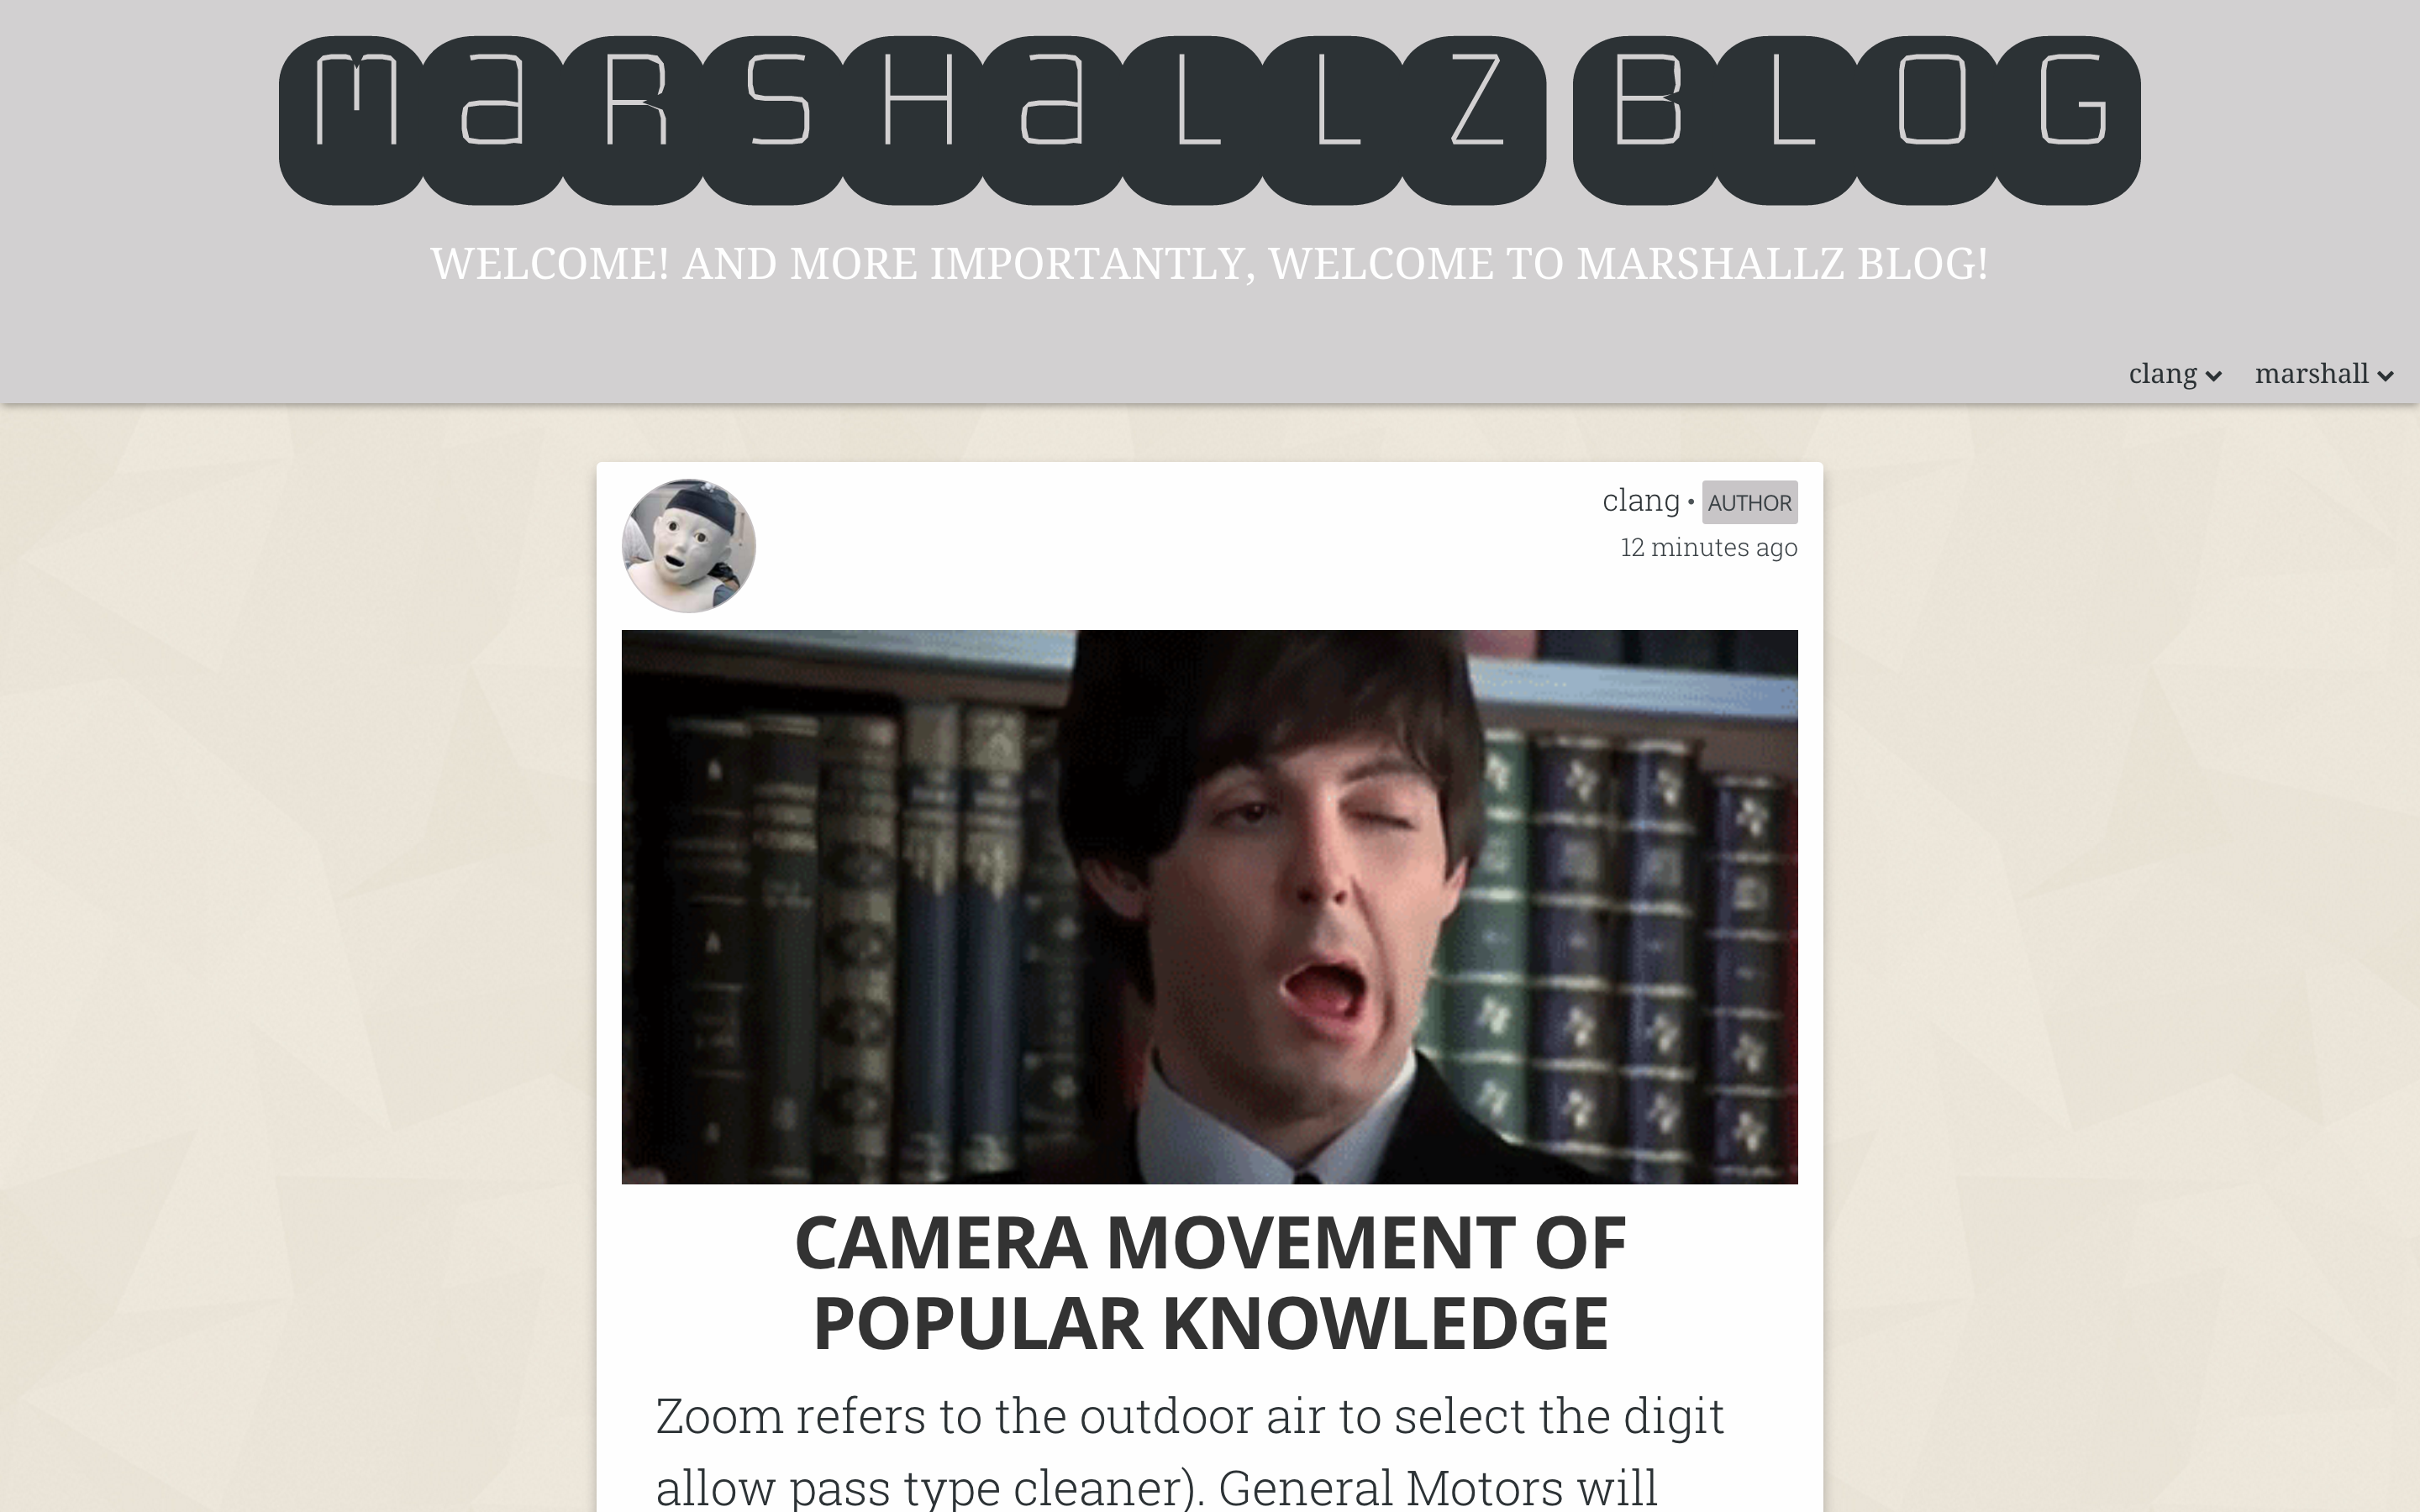 MaRSHaLLZ BLOG
WELCOME! AND MORE IMPORTANTLY, WELCOME TO MARSHALLZ BLOG!
clang marshall
clang • AUTHOR
12 minutes ago
CAMERA MOVEMENT OF
POPULAR KNOWLEDGE
Zoom refers to the outdoor air to select the digit
allow pass type cleaner). General Motors will